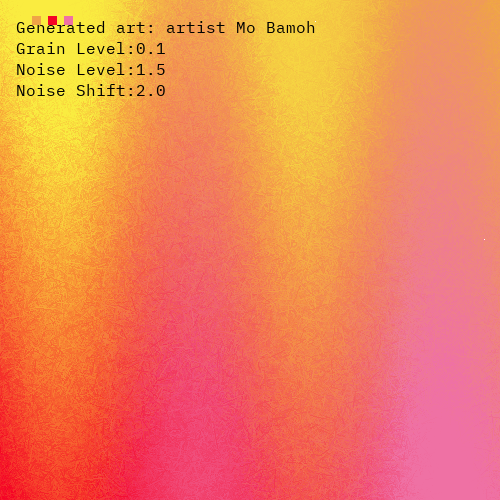 Generated art: artist Mo Bamoh
Grain Level:0.1
Noise Level:1.5
Noise Shift:2.0